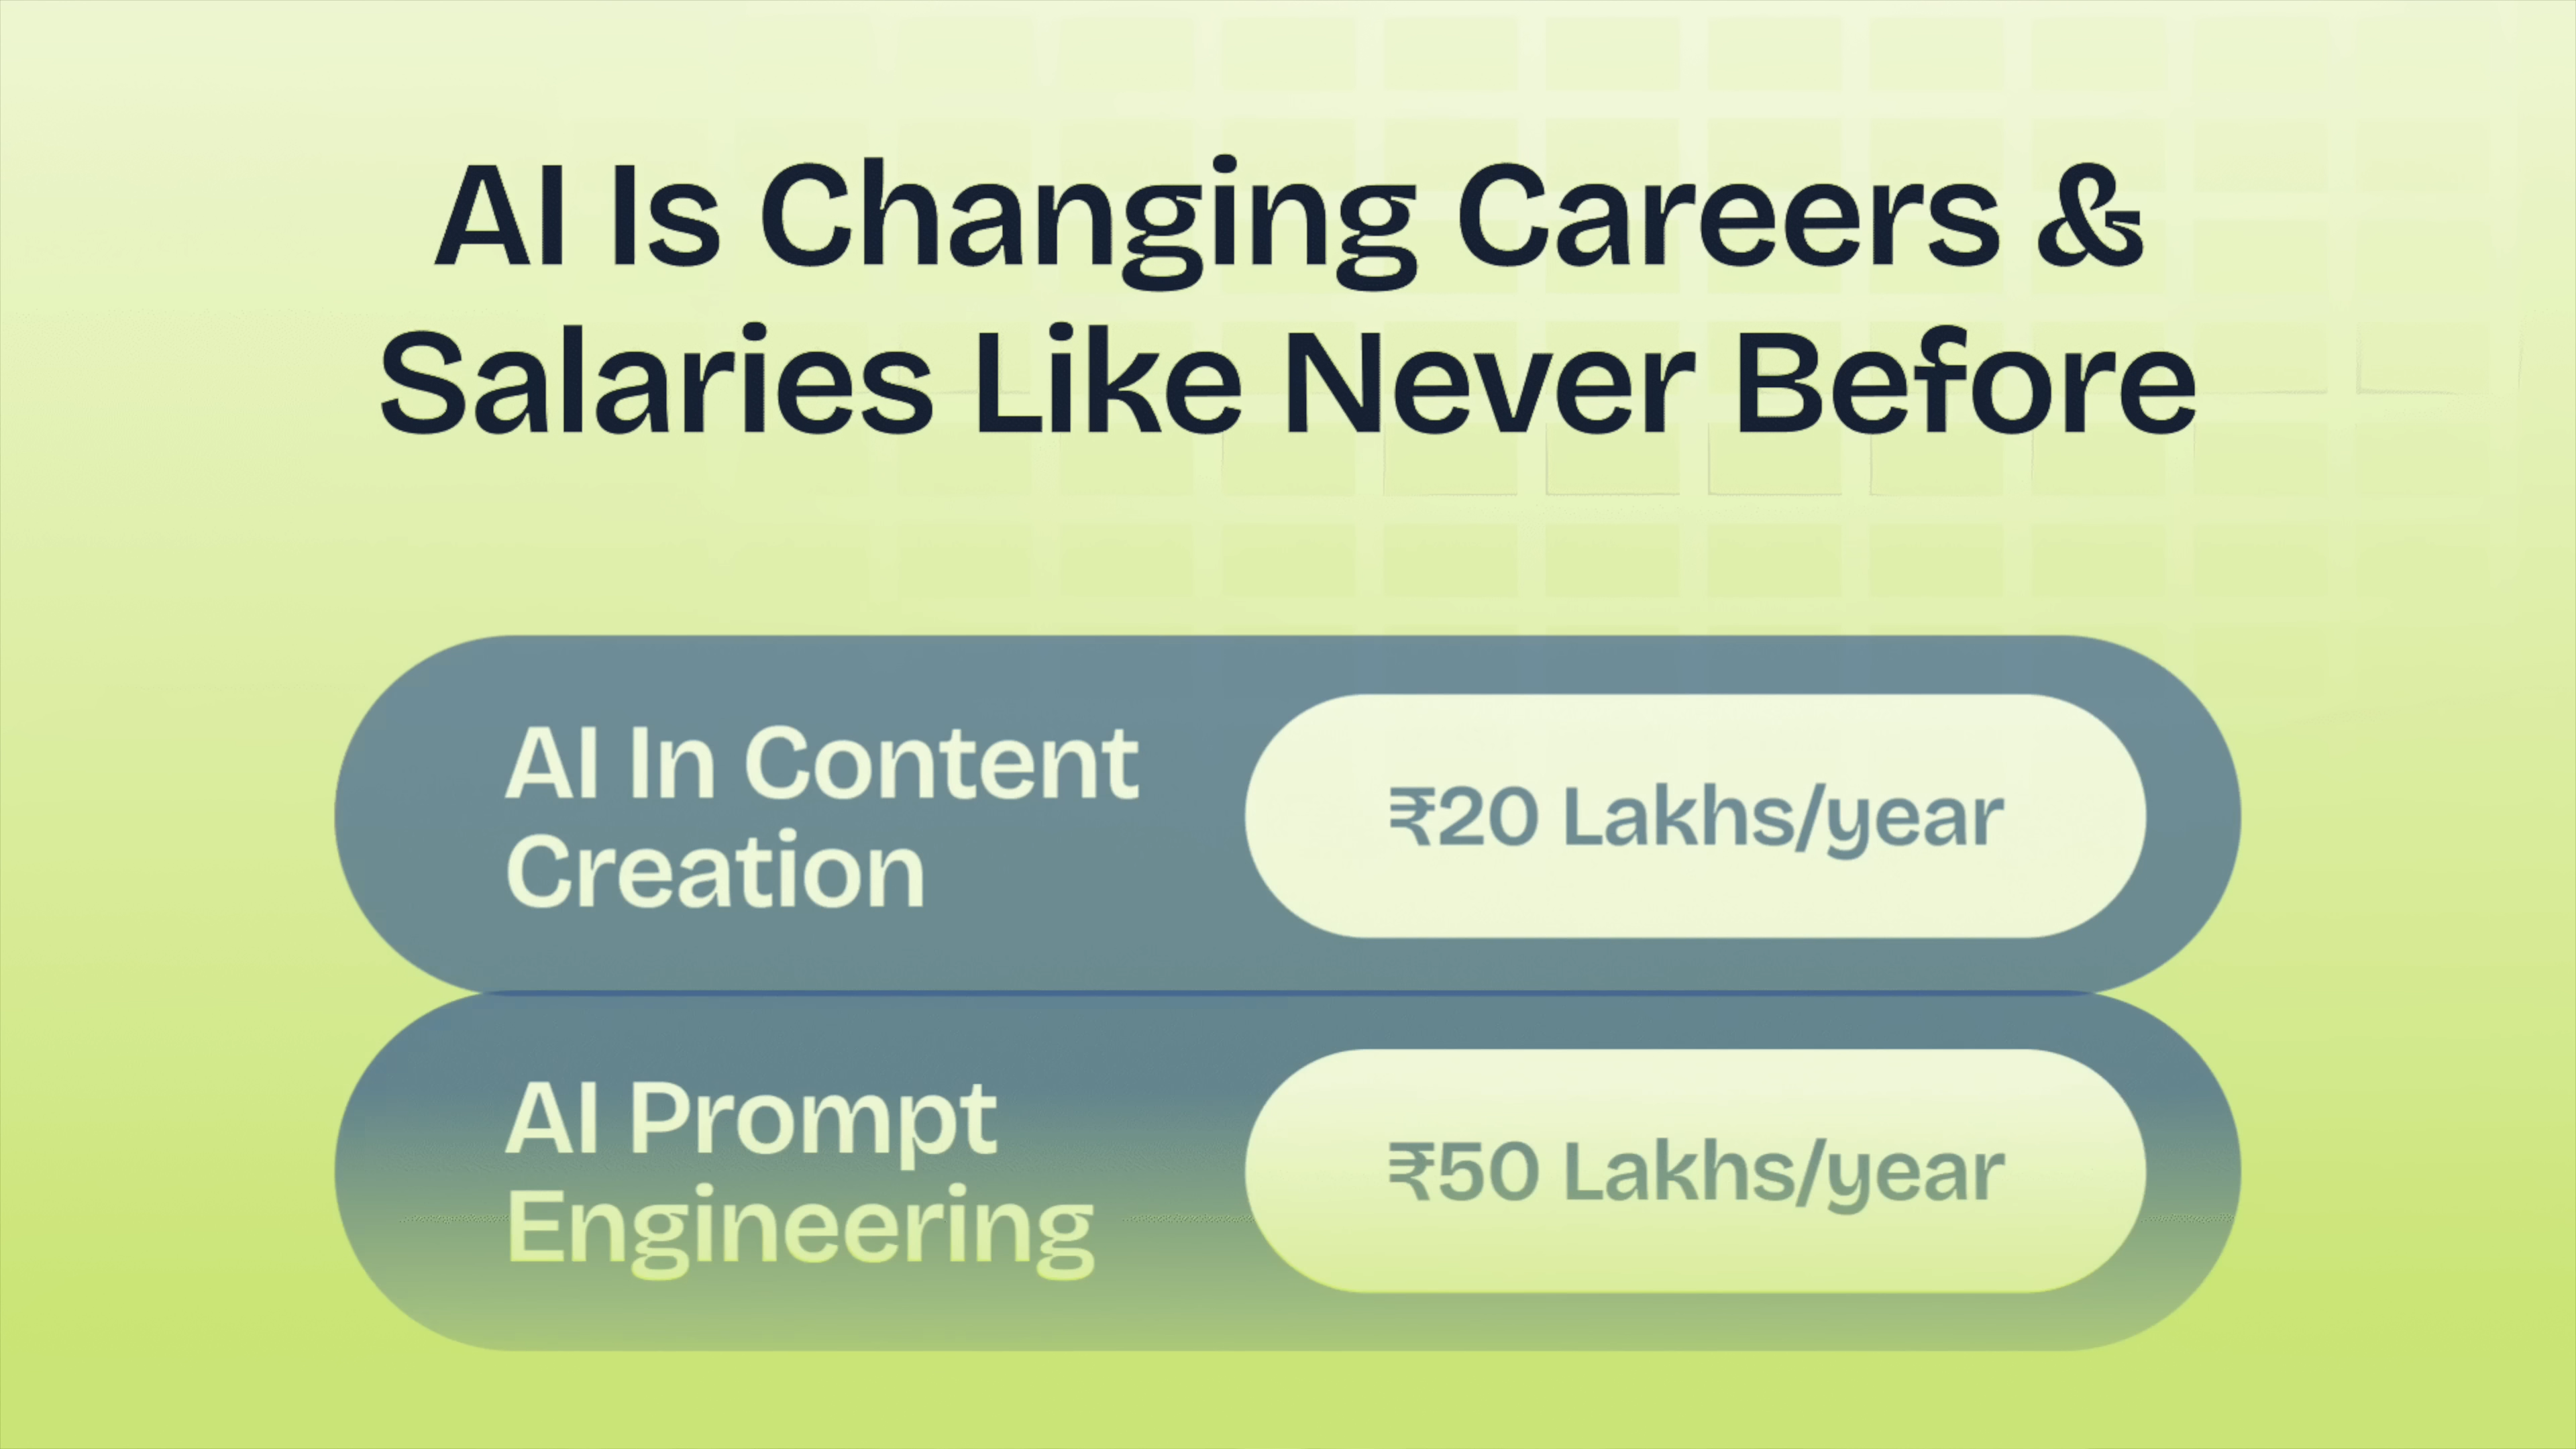 AI Is Changing Careers &
Salaries Like Never Before
AI In Content
Creation
₹20 Lakhs/year
AI Prompt
Engineering
₹50 Lakhs/year